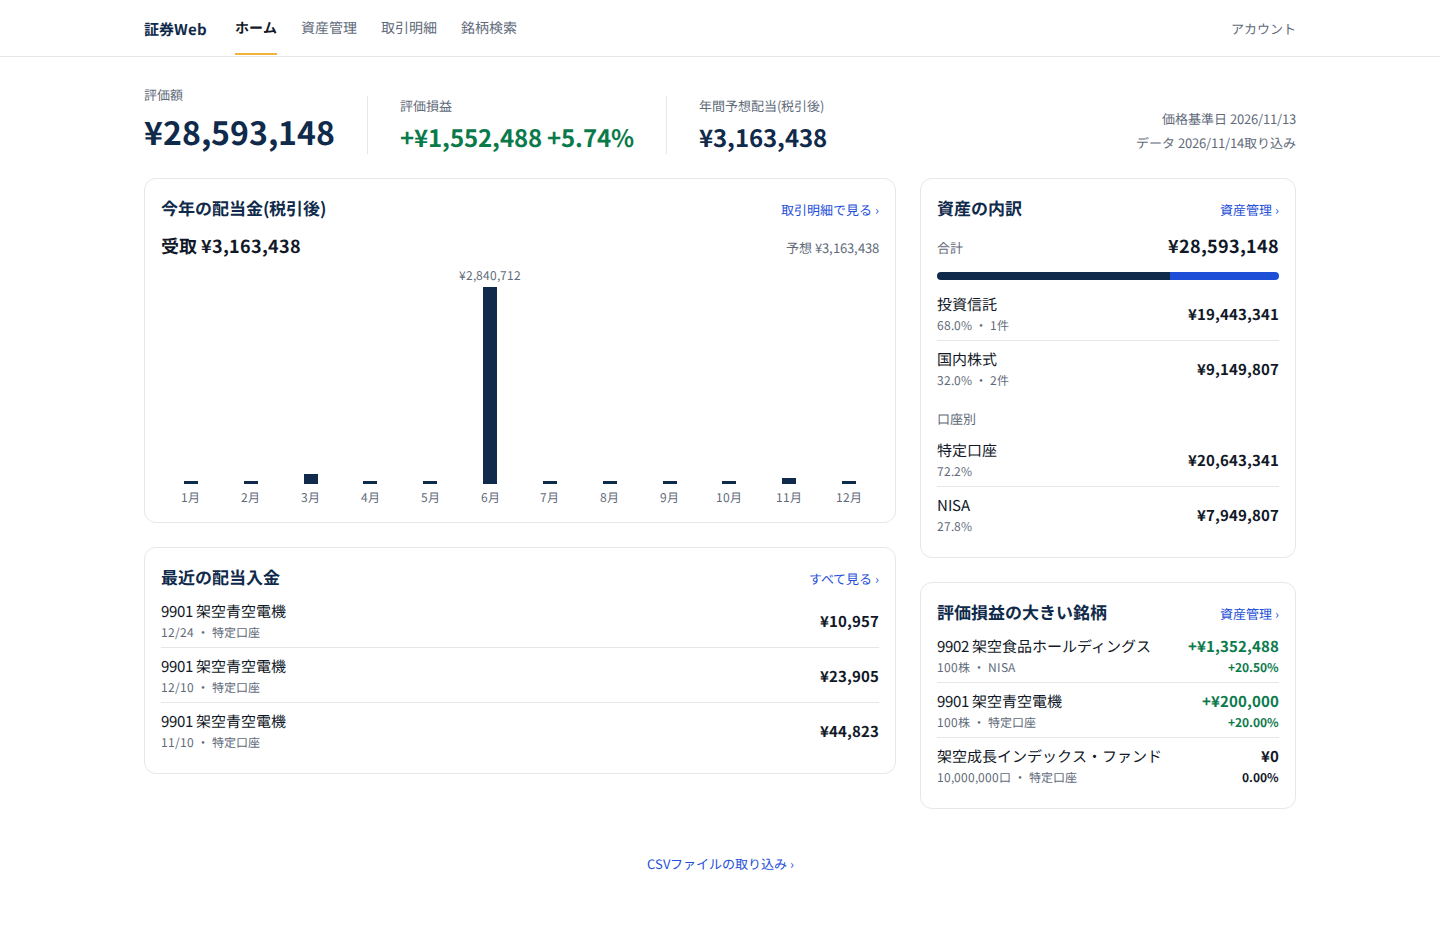 証券Web ホーム 資産管理 取引明細 銘柄検索 アカウント
評価額
¥28,593,148
評価損益
+¥1,552,488 +5.74%
年間予想配当(税引後)
¥3,163,438
価格基準日 2026/11/13
データ 2026/11/14取り込み
今年の配当金(税引後) 取引明細で見る ›
受取 ¥3,163,438 予想 ¥3,163,438
¥2,840,712
1月 2月 3月 4月 5月 6月 7月 8月 9月 10月 11月 12月
最近の配当入金 すべて見る ›
9901 架空青空電機 ¥10,957
12/24 ・ 特定口座
9901 架空青空電機 ¥23,905
12/10 ・ 特定口座
9901 架空青空電機 ¥44,823
11/10 ・ 特定口座
資産の内訳 資産管理 ›
合計 ¥28,593,148
投資信託 ¥19,443,341
68.0% ・ 1件
国内株式 ¥9,149,807
32.0% ・ 2件
口座別
特定口座 ¥20,643,341
72.2%
NISA ¥7,949,807
27.8%
評価損益の大きい銘柄 資産管理 ›
9902 架空食品ホールディングス +¥1,352,488
100株 ・ NISA +20.50%
9901 架空青空電機 +¥200,000
100株 ・ 特定口座 +20.00%
架空成長インデックス・ファンド ¥0
10,000,000口 ・ 特定口座 0.00%
CSVファイルの取り込み ›